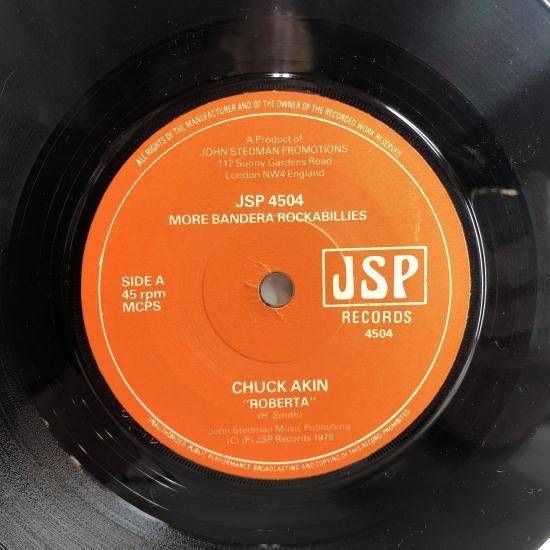 ALL RIGHTS OF THE MANUFACTURER AND OF THE OWNER OF THE RECORDED WORK RESERVED
A Product of
JOHN STEDMAN PROMOTIONS
112 Sunny Gardens Road
London NW4 England
JSP 4504
MORE BANDERA ROCKABILLIES
SIDE A
45 rpm
MCPS
JSP
RECORDS
4504
CHUCK AKIN
"ROBERTA"
(H. Smith)
John Stedman Music Publishing
(C) (P) JSP Records 1979
UNAUTHORISED PUBLIC PERFORMANCE BROADCASTING AND COPYING OF THIS RECORD PROHIBITED